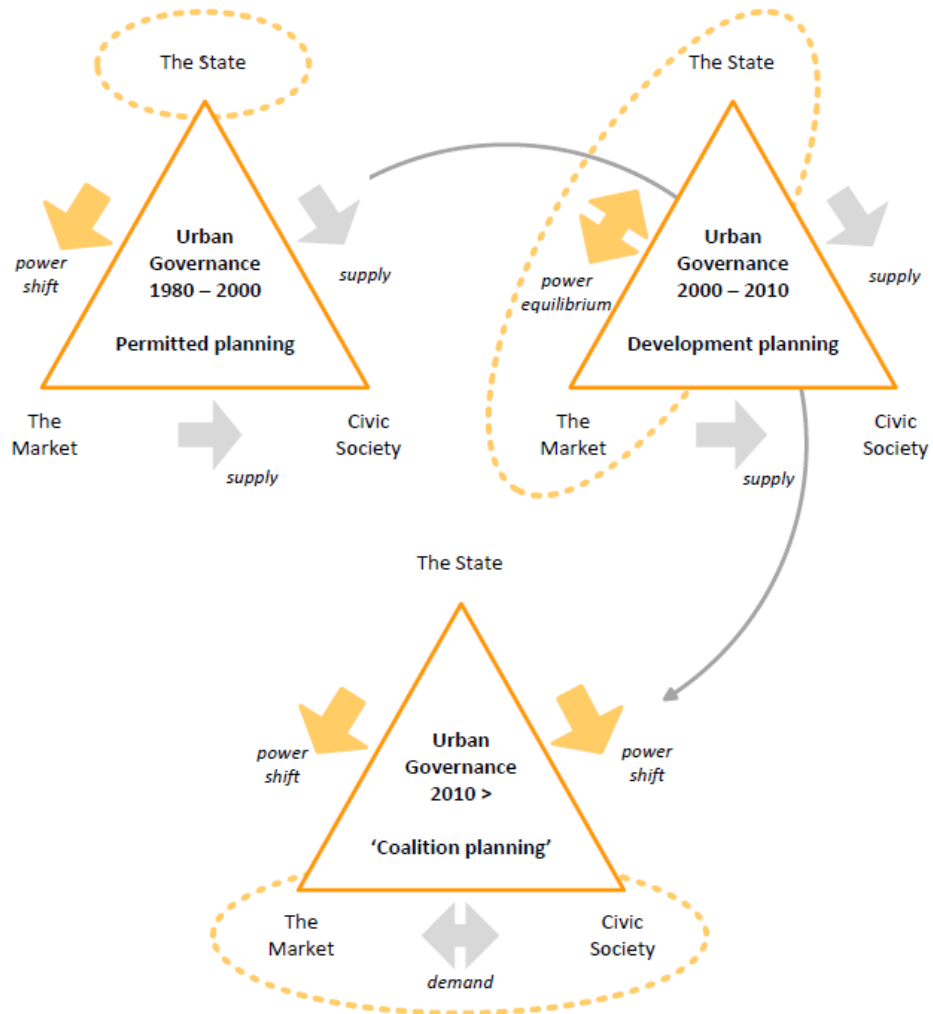 The State
power
shift
Urban
Governance
1980 – 2000
Permitted planning
supply
The
Market
supply
Civic
Society
The State
power
equilibrium
Urban
Governance
2000 – 2010
Development planning
supply
The
Market
supply
Civic
Society
The State
power
shift
Urban
Governance
2010 >
‘Coalition planning’
power
shift
The
Market
demand
Civic
Society